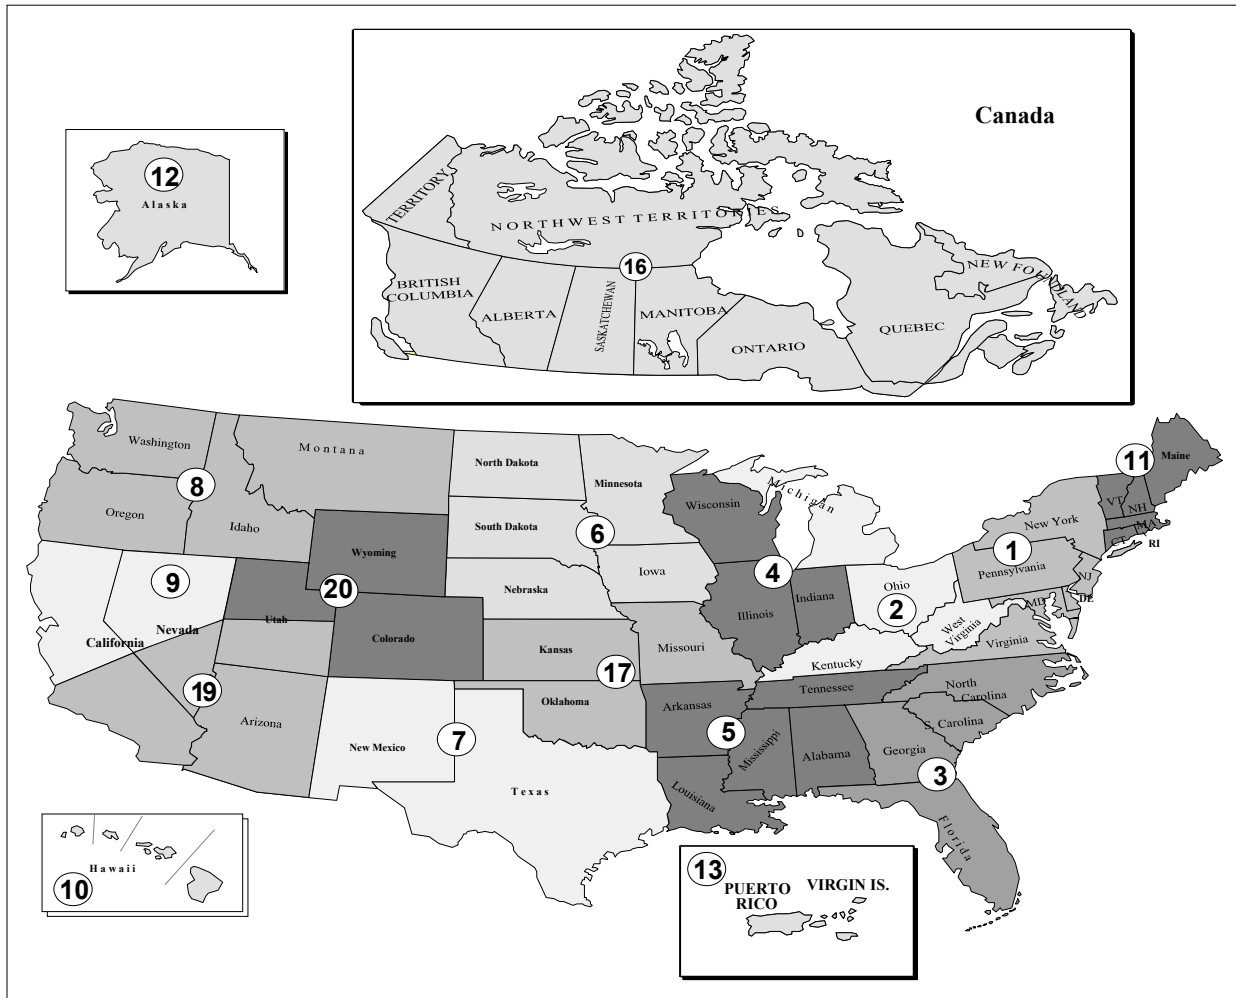 Canada
12
Alaska
TERRITORY
NORTHWEST TERRITORIES
16
BRITISH
COLUMBIA
ALBERTA
SASKATCHEWAN
MANITOBA
ONTARIO
QUEBEC
NEW FOUNDLAND
Washington
Montana
North Dakota
Minnesota
Wisconsin
Michigan
11
Maine
8
Oregon
Idaho
South Dakota
6
New York
VT
NH
MA
CT
RI
Wyoming
1
Pennsylvania
9
20
Nebraska
Iowa
4
Ohio
2
NJ
Illinois
Indiana
MD
DE
California
Nevada
Utah
Colorado
Kansas
Missouri
West
Virginia
Virginia
17
Kentucky
19
Arizona
Oklahoma
Arkansas
Tennessee
North
Carolina
S. Carolina
New Mexico
7
5
Mississippi
Alabama
Georgia
3
Texas
Louisiana
Florida
Hawaii
10
13
PUERTO
RICO
VIRGIN IS.